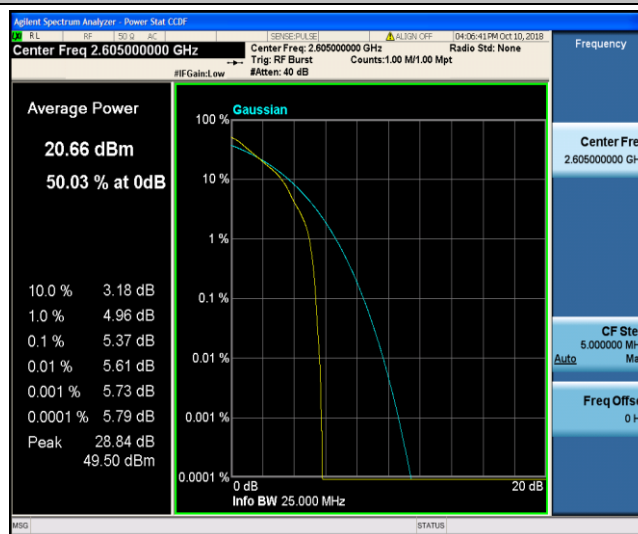 Agilent Spectrum Analyzer - Power Stat CCDF
RL RF 50 Ω AC SENSE:PULSE ALIGN OFF 04:06:41 PM Oct 10, 2018
Center Freq 2.605000000 GHz
Center Freq: 2.605000000 GHz Radio Std: None
Trig: RF Burst Counts:1.00 M/1.00 Mpt
#IFGain:Low #Atten: 40 dB
Frequency
Average Power
20.66 dBm
50.03 % at 0dB
10.0 % 3.18 dB
1.0 % 4.96 dB
0.1 % 5.37 dB
0.01 % 5.61 dB
0.001 % 5.73 dB
0.0001 % 5.79 dB
Peak 28.84 dB
49.50 dBm
Gaussian
100 %
10 %
1 %
0.1 %
0.01 %
0.001 %
0.0001 %
0 dB 20 dB
Info BW 25.000 MHz
Center Fre
2.605000000 GH
CF Ste
5.000000 MH
Auto Ma
Freq Offse
0 H
MSG STATUS